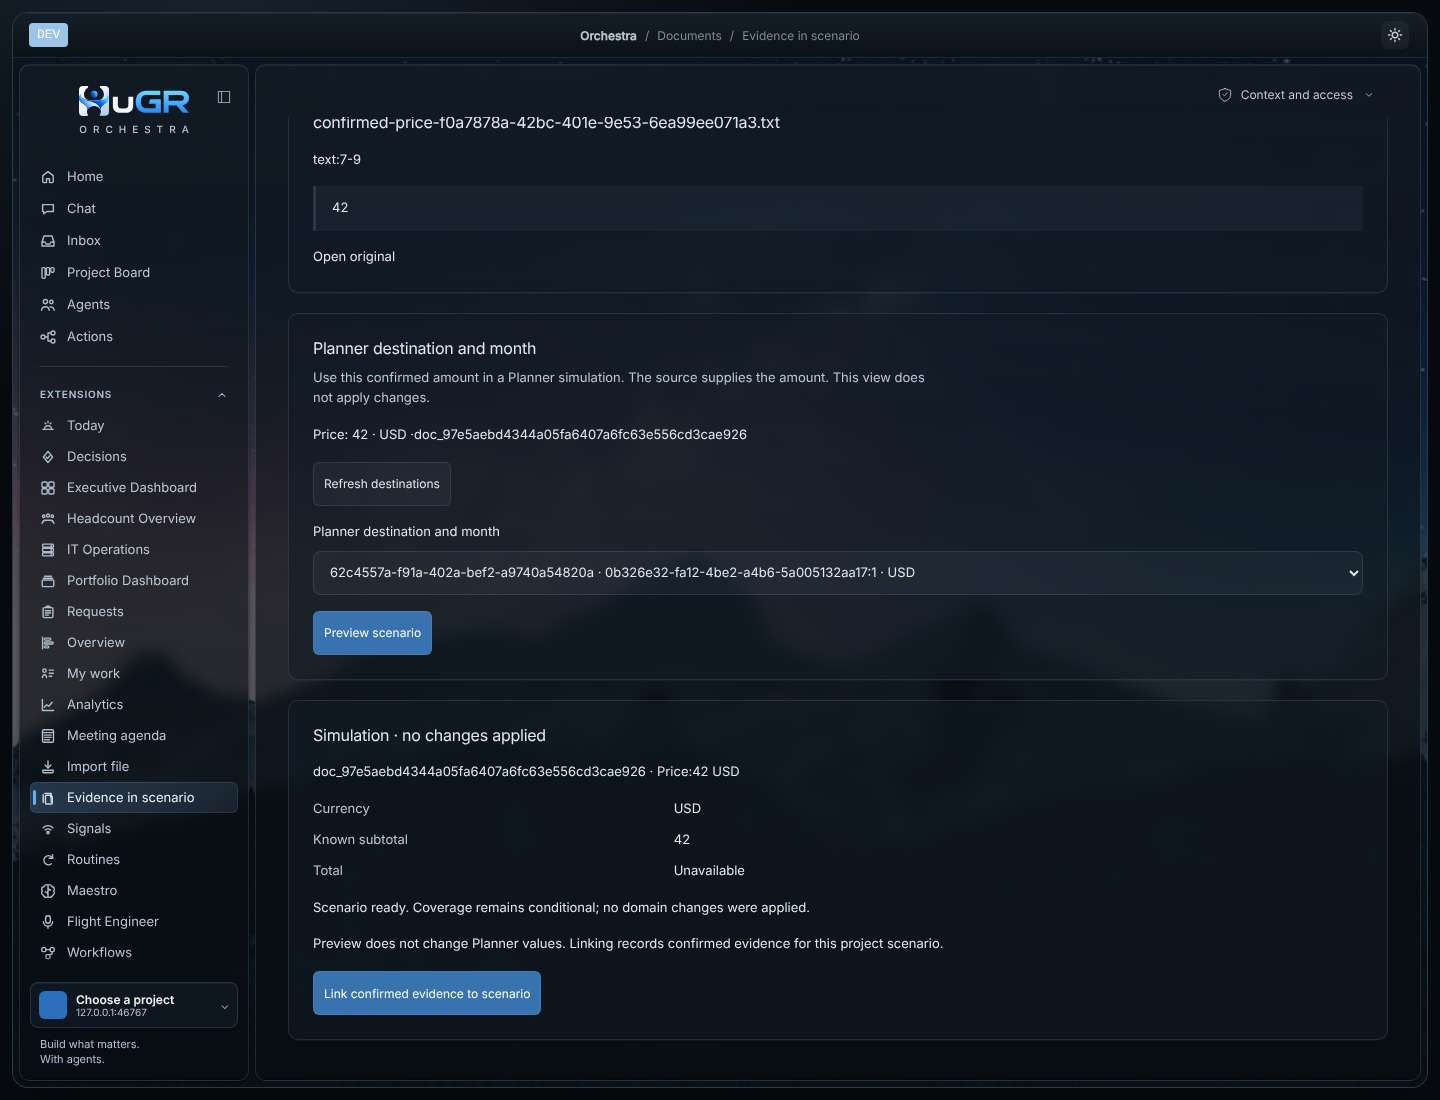 DEV
Orchestra / Documents / Evidence in scenario
HuGR
ORCHESTRA
Home
Chat
Inbox
Project Board
Agents
Actions
EXTENSIONS
Today
Decisions
Executive Dashboard
Headcount Overview
IT Operations
Portfolio Dashboard
Requests
Overview
My work
Analytics
Meeting agenda
Import file
Evidence in scenario
Signals
Routines
Maestro
Flight Engineer
Workflows
Choose a project
127.0.0.1:46767
Build what matters.
With agents.
Context and access
confirmed-price-f0a7878a-42bc-401e-9e53-6ea99ee071a3.txt
text:7-9
42
Open original
Planner destination and month
Use this confirmed amount in a Planner simulation. The source supplies the amount. This view does
not apply changes.
Price: 42 · USD ·doc_97e5aebd4344a05fa6407a6fc63e556cd3cae926
Refresh destinations
Planner destination and month
62c4557a-f91a-402a-bef2-a9740a54820a · 0b326e32-fa12-4be2-a4b6-5a005132aa17:1 · USD
Preview scenario
Simulation · no changes applied
doc_97e5aebd4344a05fa6407a6fc63e556cd3cae926 · Price:42 USD
Currency USD
Known subtotal 42
Total Unavailable
Scenario ready. Coverage remains conditional; no domain changes were applied.
Preview does not change Planner values. Linking records confirmed evidence for this project scenario.
Link confirmed evidence to scenario